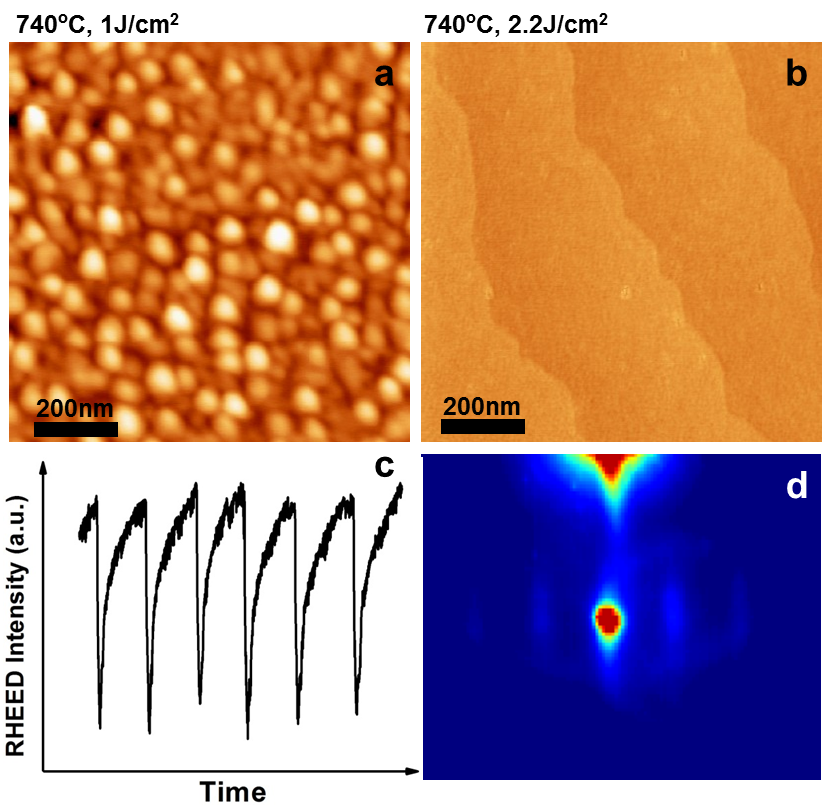 740°C, 1J/cm²
740°C, 2.2J/cm²
a
b
200nm
200nm
c
d
RHEED Intensity (a.u.)
Time